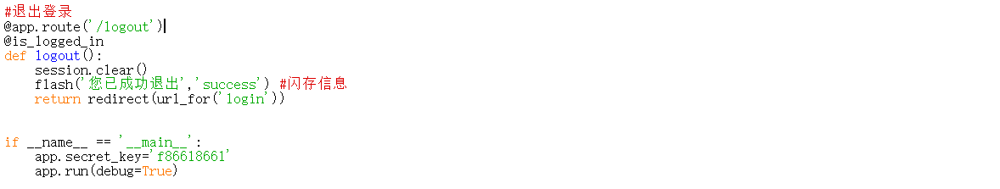 #退出登录
@app.route('/logout')
@is_logged_in
def logout():
    session.clear()
    flash('您已成功退出','success') #闪存信息
    return redirect(url_for('login'))
if __name__ == '__main__':
    app.secret_key='f86618661'
    app.run(debug=True)